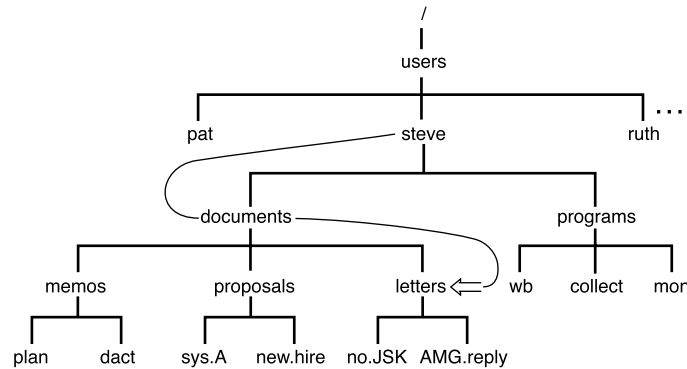 /
users
pat steve ruth ...
documents programs
memos proposals letters wb collect mon
plan dact sys.A new.hire no.JSK AMG.reply